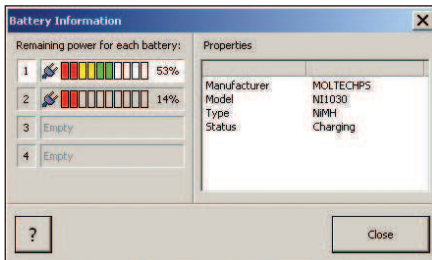 Battery Information
Remaining power for each battery:
1 53%
2 14%
3 Empty
4 Empty
Properties
Manufacturer MOLTECHPS
Model NI1030
Type NiMH
Status Charging
?
Close